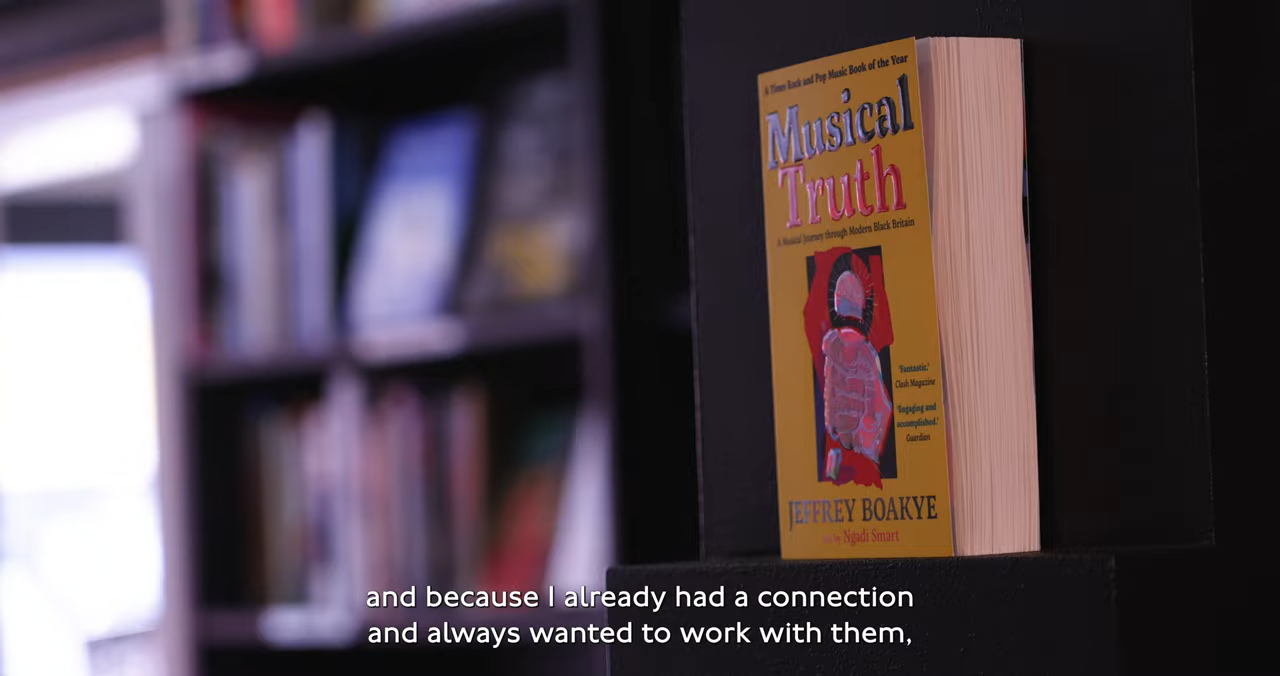 A Times Rock and Pop Music Book of the Year
Musical
Truth
A Musical Journey through Modern Black Britain
'Fantastic.'
Clash Magazine
'Engaging and
accomplished.'
Guardian
JEFFREY BOAKYE
by Ngadi Smart
and because I already had a connection
and always wanted to work with them,